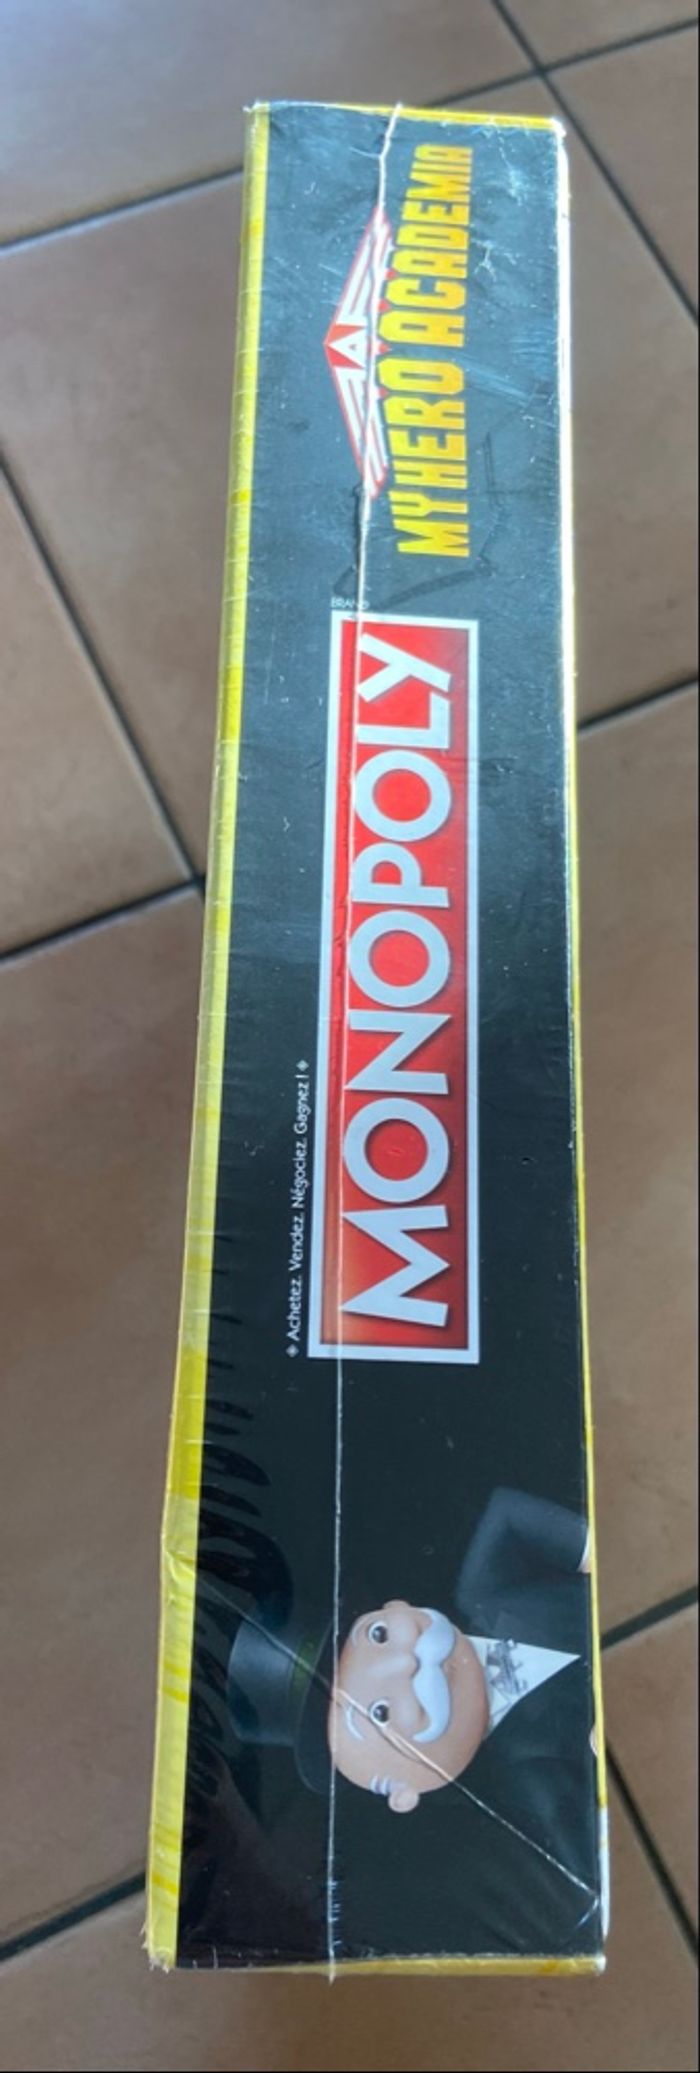 ◆ Achetez. Vendez. Négociez. Gagnez ! ◆
MONOPOLY
BRAND
MY HERO ACADEMIA